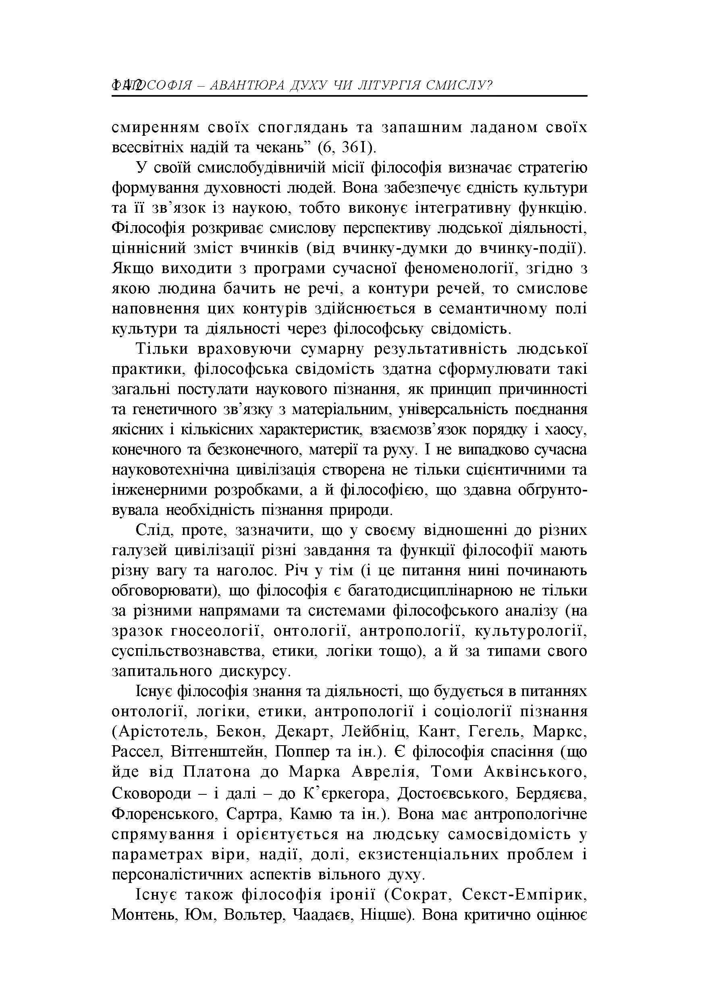 142
ФІЛОСОФІЯ – АВАНТЮРА ДУХУ ЧИ ЛІТУРГІЯ СМИСЛУ?
смиренням своїх споглядань та запашним ладаном своїх
всесвітніх надій та чекань” (6, 36I).
У своїй смислобудівничій місії філософія визначає стратегію
формування духовності людей. Вона забезпечує єдність культури
та її зв’язок із наукою, тобто виконує інтегративну функцію.
Філософія розкриває смислову перспективу людської діяльності,
ціннісний зміст вчинків (від вчинку-думки до вчинку-події).
Якщо виходити з програми сучасної феноменології, згідно з
якою людина бачить не речі, а контури речей, то смислове
наповнення цих контурів здійснюється в семантичному полі
культури та діяльності через філософську свідомість.
Тільки враховуючи сумарну результативність людської
практики, філософська свідомість здатна сформулювати такі
загальні постулати наукового пізнання, як принцип причинності
та генетичного зв’язку з матеріальним, універсальність поєднання
якісних і кількісних характеристик, взаємозв’язок порядку і хаосу,
конечного та безконечного, матерії та руху. І не випадково сучасна
науковотехнічна цивілізація створена не тільки сцієнтичними та
інженерними розробками, а й філософією, що здавна обґрунто-
вувала необхідність пізнання природи.
Слід, проте, зазначити, що у своєму відношенні до різних
галузей цивілізації різні завдання та функції філософії мають
різну вагу та наголос. Річ у тім (і це питання нині починають
обговорювати), що філософія є багатодисциплінарною не тільки
за різними напрямами та системами філософського аналізу (на
зразок гносеології, онтології, антропології, культурології,
суспільствознавства, етики, логіки тощо), а й за типами свого
запитального дискурсу.
Існує філософія знання та діяльності, що будується в питаннях
онтології, логіки, етики, антропології і соціології пізнання
(Арістотель, Бекон, Декарт, Лейбніц, Кант, Гегель, Маркс,
Рассел, Вітгенштейн, Поппер та ін.). Є філософія спасіння (що
йде від Платона до Марка Аврелія, Томи Аквінського,
Сковороди – і далі – до К’єркегора, Достоєвського, Бердяєва,
Флоренського, Сартра, Камю та ін.). Вона має антропологічне
спрямування і орієнтується на людську самосвідомість у
параметрах віри, надії, долі, екзистенціальних проблем і
персоналістичних аспектів вільного духу.
Існує також філософія іронії (Сократ, Секст-Емпірик,
Монтень, Юм, Вольтер, Чаадаєв, Ніцше). Вона критично оцінює